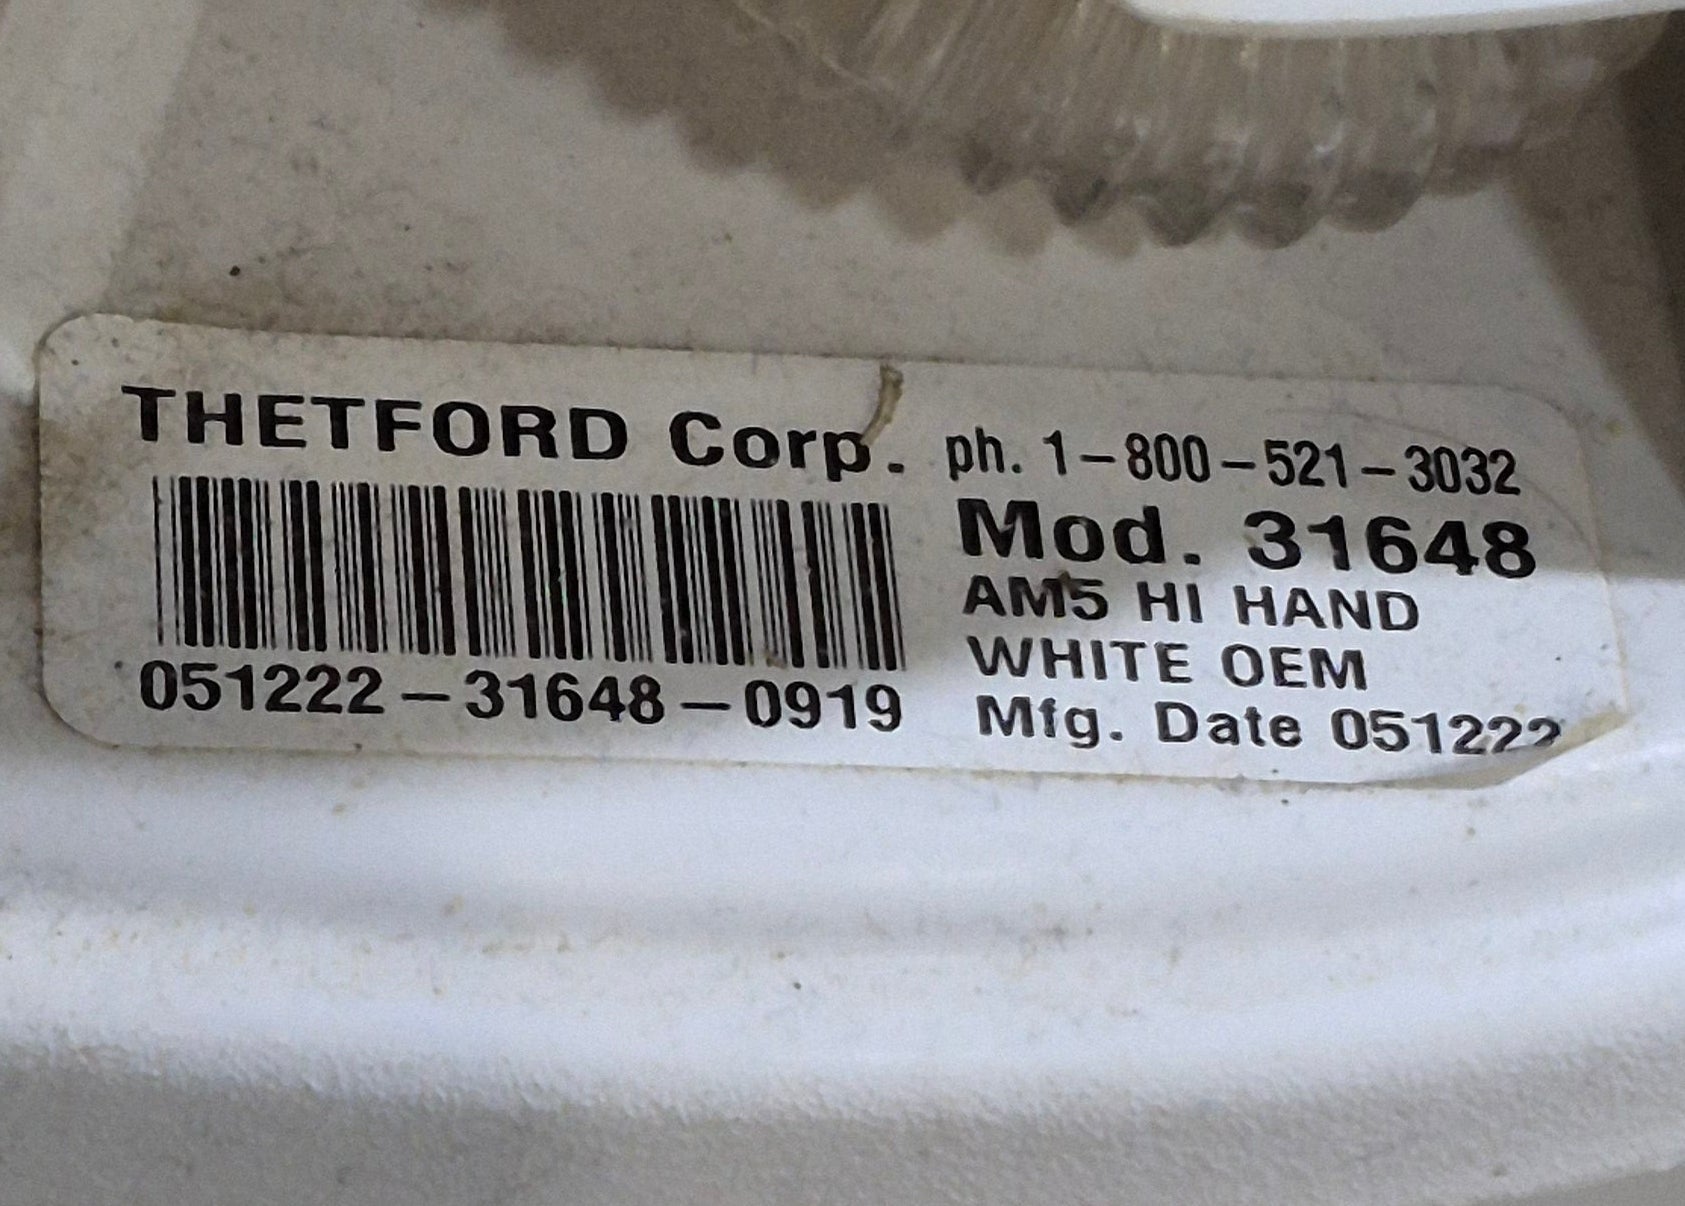 THETFORD Corp. ph. 1-800-521-3032
Mod. 31648
AM5 HI HAND
WHITE OEM
051222-31648-0919 Mfg. Date 051222